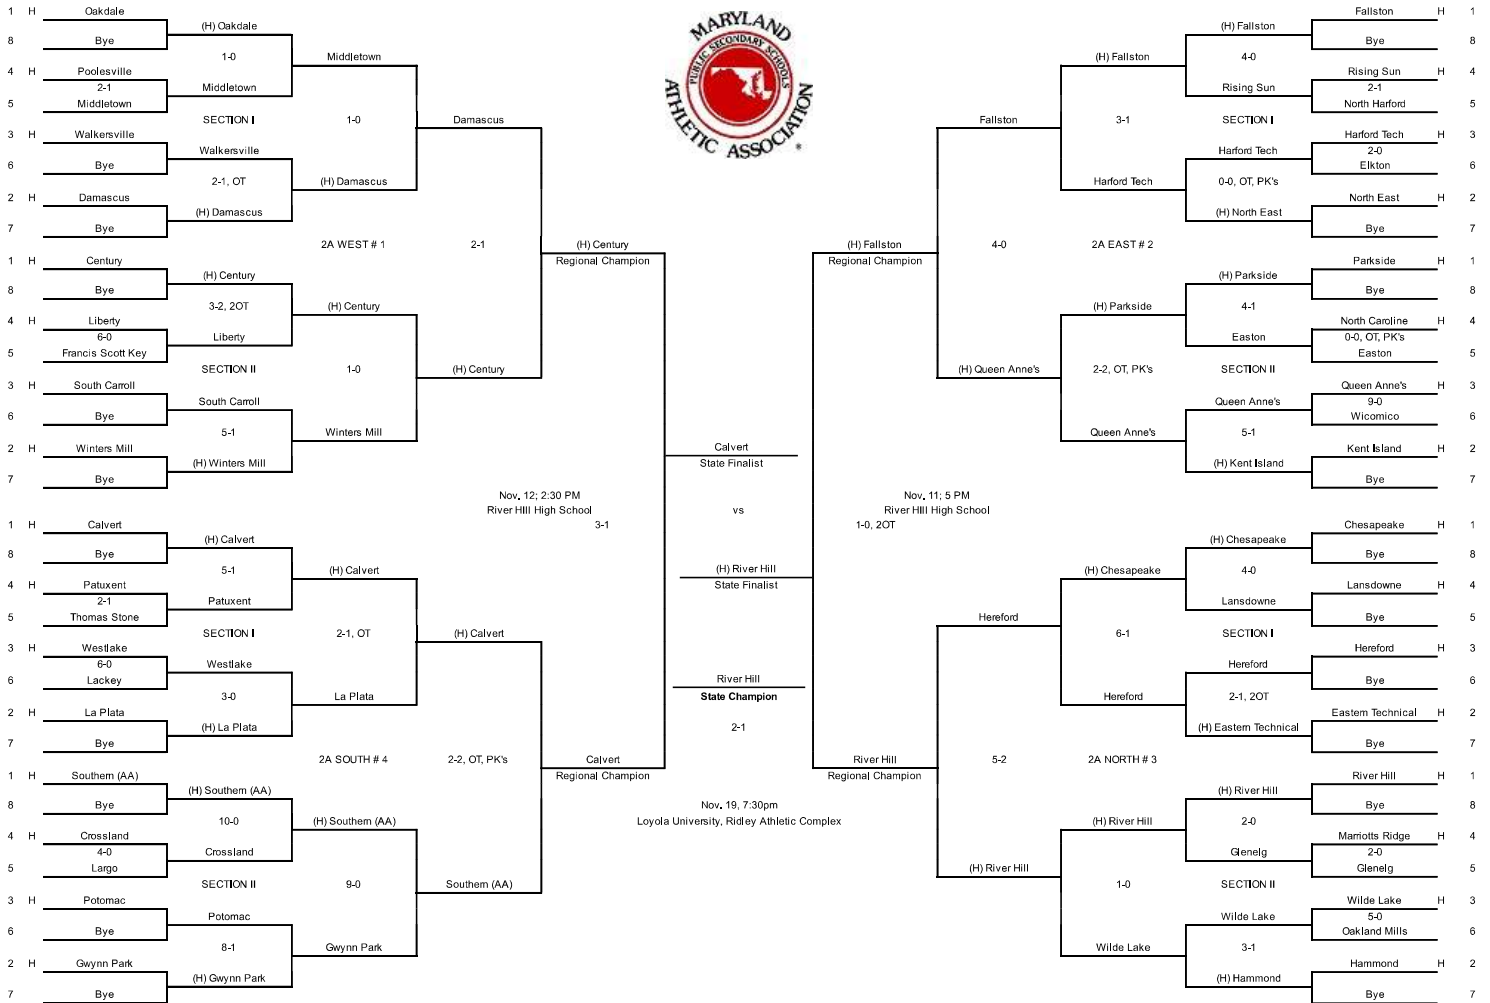 MARYLAND
PUBLIC SECONDARY SCHOOLS
ATHLETIC ASSOCIATION
®
1 H Oakdale
(H) Oakdale
8 Bye
1-0
Middletown
4 H Poolesville
2-1
Middletown
5 Middletown
SECTION I
1-0
Damascus
3 H Walkersville
Walkersville
6 Bye
2-1, OT
(H) Damascus
2 H Damascus
(H) Damascus
7 Bye
2A WEST # 1
2-1
(H) Century
Regional Champion
1 H Century
(H) Century
8 Bye
3-2, 2OT
(H) Century
4 H Liberty
6-0
Liberty
5 Francis Scott Key
SECTION II
1-0
(H) Century
3 H South Carroll
South Carroll
6 Bye
5-1
Winters Mill
2 H Winters Mill
(H) Winters Mill
7 Bye
Calvert
State Finalist
Nov. 12; 2:30 PM
River HIll High School
3-1
vs
Nov. 11; 5 PM
River HIll High School
1-0, 2OT
(H) River Hill
State Finalist
1 H Calvert
(H) Calvert
8 Bye
5-1
(H) Calvert
4 H Patuxent
2-1
Patuxent
5 Thomas Stone
SECTION I
2-1, OT
(H) Calvert
3 H Westlake
6-0
Westlake
6 Lackey
3-0
La Plata
2 H La Plata
(H) La Plata
7 Bye
2A SOUTH # 4
2-2, OT, PK's
Calvert
Regional Champion
1 H Southern (AA)
(H) Southern (AA)
8 Bye
10-0
(H) Southern (AA)
4 H Crossland
4-0
Crossland
5 Largo
SECTION II
9-0
Southern (AA)
3 H Potomac
Potomac
6 Bye
8-1
Gwynn Park
2 H Gwynn Park
(H) Gwynn Park
7 Bye
River Hill
State Champion
2-1
Nov. 19, 7:30pm
Loyola University, Ridley Athletic Complex
Fallston H 1
(H) Fallston
Bye 8
4-0
(H) Fallston
Rising Sun H 4
2-1
Rising Sun
North Harford 5
SECTION I
3-1
Fallston
Harford Tech H 3
2-0
Harford Tech
Elkton 6
0-0, OT, PK's
Harford Tech
North East H 2
(H) North East
Bye 7
2A EAST # 2
4-0
(H) Fallston
Regional Champion
Parkside H 1
(H) Parkside
Bye 8
4-1
(H) Parkside
North Caroline H 4
0-0, OT, PK's
Easton
Easton 5
SECTION II
2-2, OT, PK's
(H) Queen Anne's
Queen Anne's H 3
9-0
Queen Anne's
Wicomico 6
5-1
Queen Anne's
Kent Island H 2
(H) Kent Island
Bye 7
Chesapeake H 1
(H) Chesapeake
Bye 8
4-0
(H) Chesapeake
Lansdowne H 4
Lansdowne
Bye 5
SECTION I
6-1
Hereford
Hereford H 3
Hereford
Bye 6
2-1, 2OT
Hereford
Eastern Technical H 2
(H) Eastern Technical
Bye 7
2A NORTH # 3
5-2
River Hill
Regional Champion
River Hill H 1
(H) River Hill
Bye 8
2-0
(H) River Hill
Marriotts Ridge H 4
2-0
Glenelg
Glenelg 5
SECTION II
1-0
(H) River Hill
Wilde Lake H 3
5-0
Wilde Lake
Oakland Mills 6
3-1
Wilde Lake
Hammond H 2
(H) Hammond
Bye 7